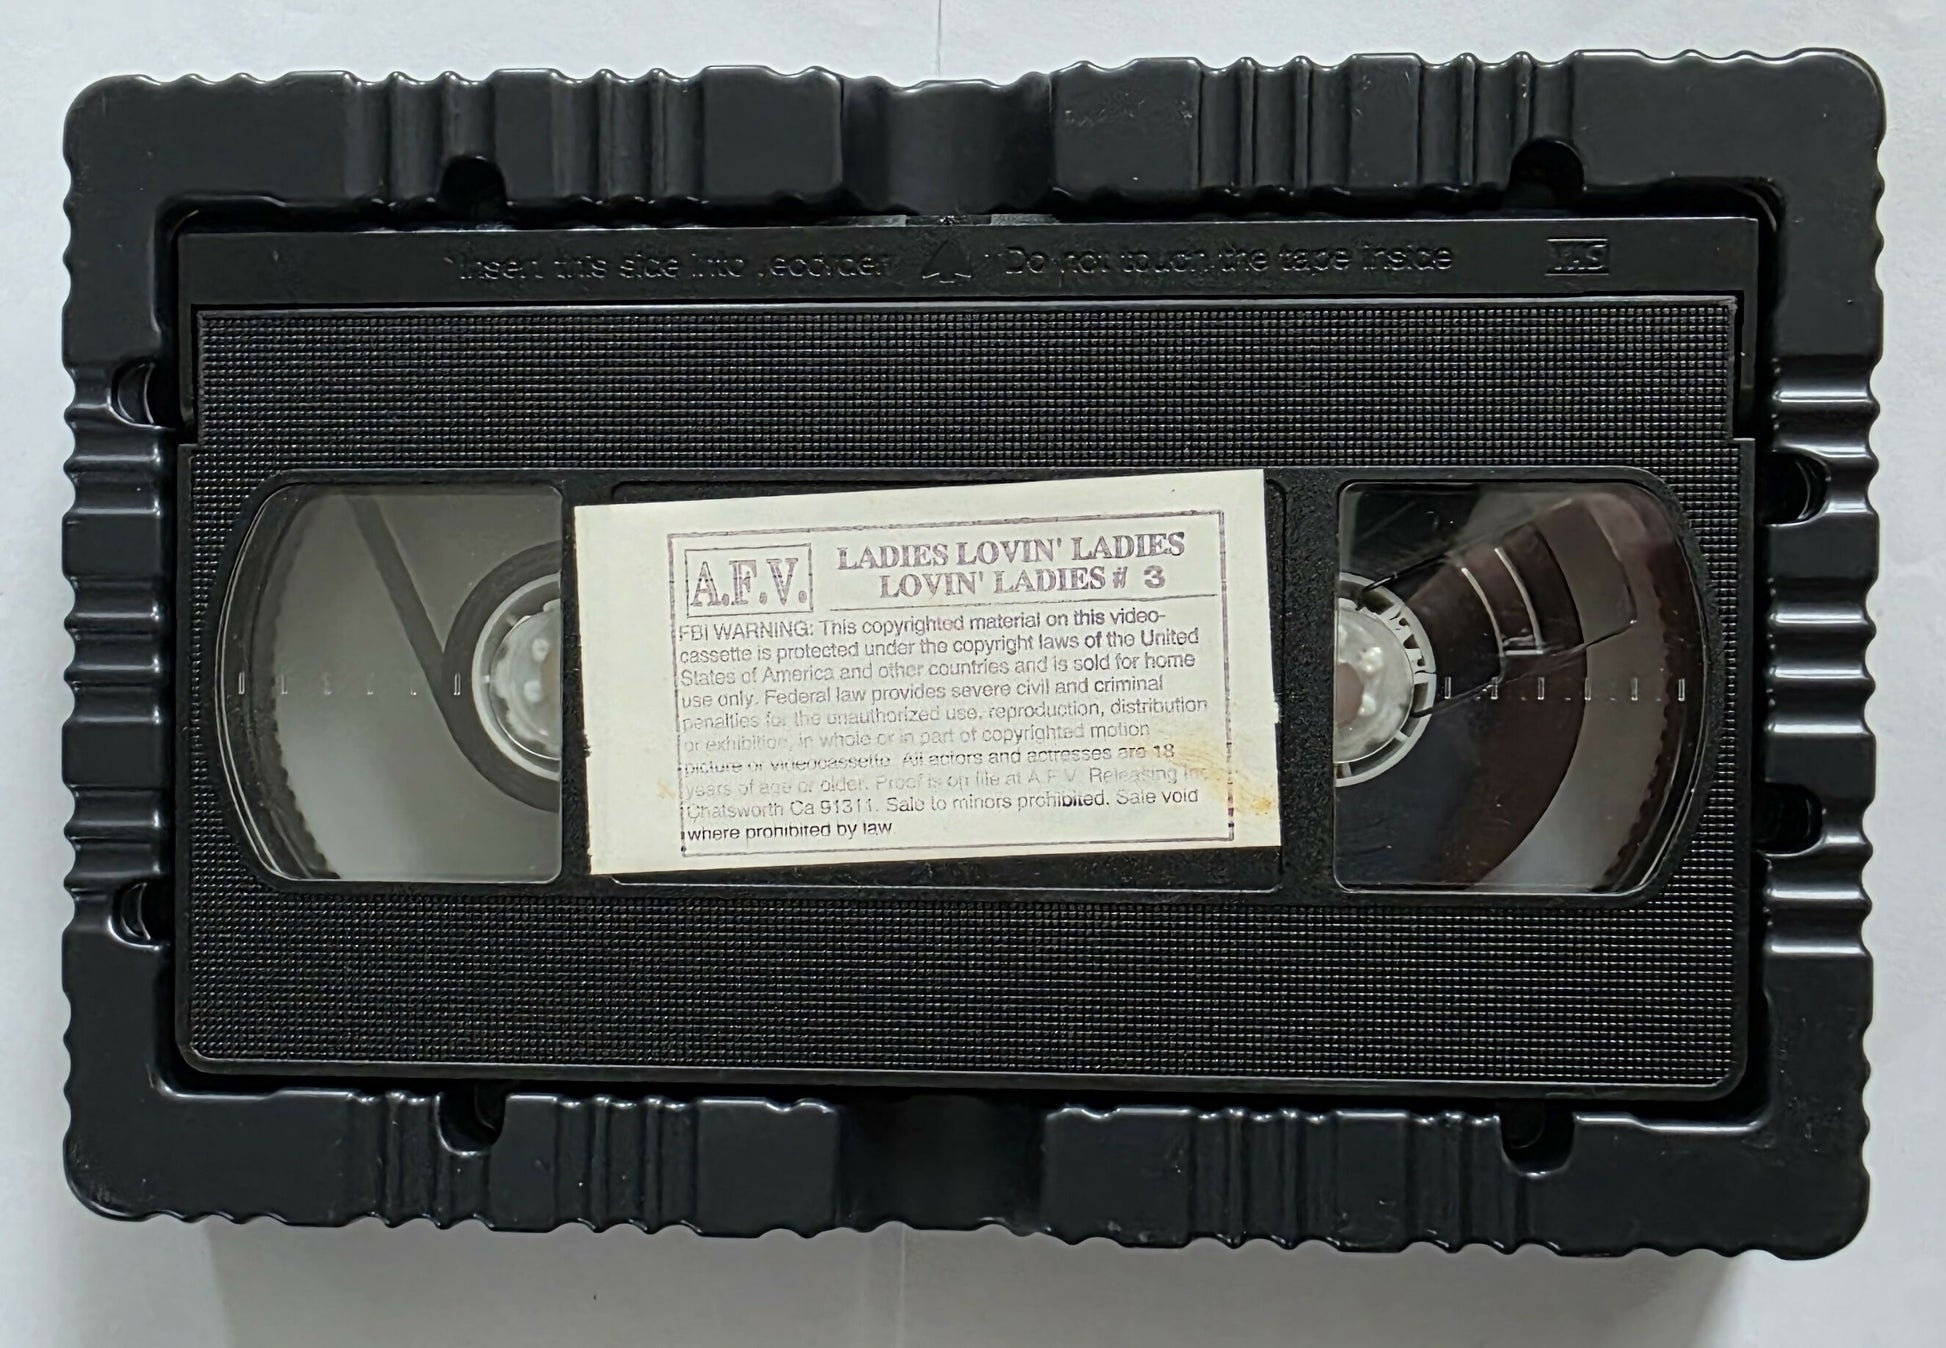 Insert this side into recorder Do not touch the tape inside VHS
A.F.V.
LADIES LOVIN' LADIES
LOVIN' LADIES # 3
FBI WARNING: This copyrighted material on this video-
cassette is protected under the copyright laws of the United
States of America and other countries and is sold for home
use only. Federal law provides severe civil and criminal
penalties for the unauthorized use, reproduction, distribution
or exhibition, in whole or in part of copyrighted motion
picture or videocassette. All actors and actresses are 18
years of age or older. Proof is on file at A.F.V. Releasing Inc.
Chatsworth Ca 91311. Sale to minors prohibited. Sale void
where prohibited by law